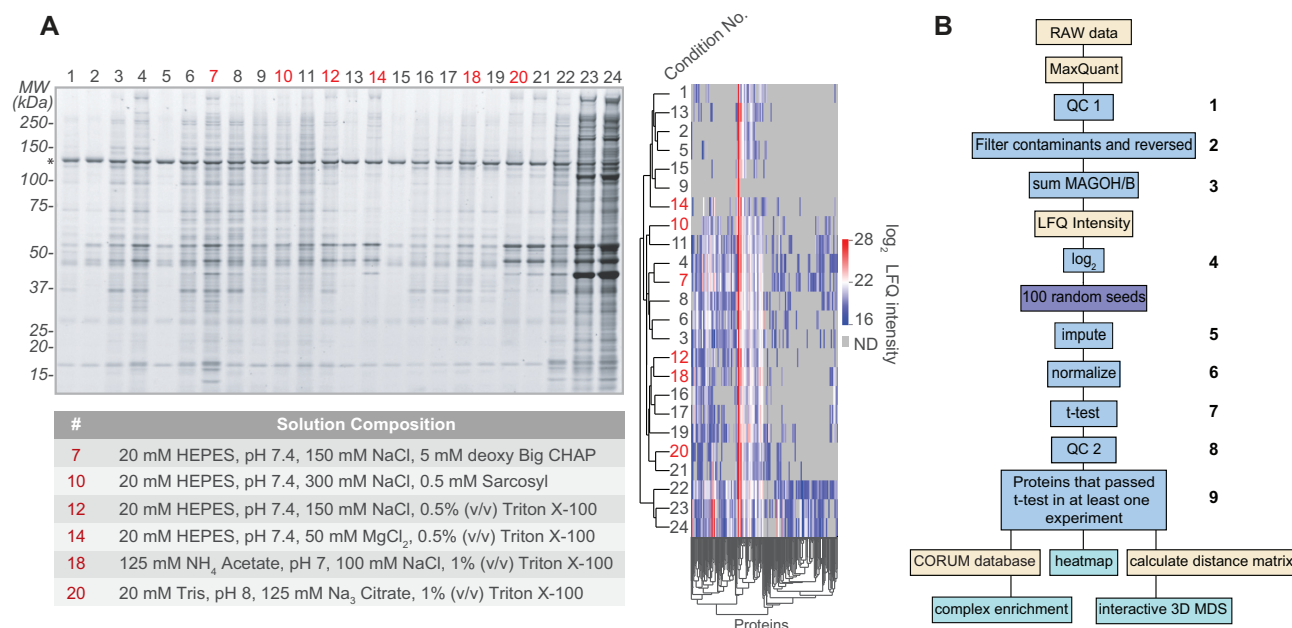 A
1 2 3 4 5 6 7 8 9 10 11 12 13 14 15 16 17 18 19 20 21 22 23 24
MW
(kDa)
250-
150-
*
100-
75-
50-
37-
25-
20-
15-
# Solution Composition
7 20 mM HEPES, pH 7.4, 150 mM NaCl, 5 mM deoxy Big CHAP
10 20 mM HEPES, pH 7.4, 300 mM NaCl, 0.5 mM Sarcosyl
12 20 mM HEPES, pH 7.4, 150 mM NaCl, 0.5% (v/v) Triton X-100
14 20 mM HEPES, pH 7.4, 50 mM MgCl₂, 0.5% (v/v) Triton X-100
18 125 mM NH₄ Acetate, pH 7, 100 mM NaCl, 1% (v/v) Triton X-100
20 20 mM Tris, pH 8, 125 mM Na₃ Citrate, 1% (v/v) Triton X-100
Condition No.
1
13
2
5
15
9
14
10
11
4
7
8
6
3
12
18
16
17
19
20
21
22
23
24
28
22
16
ND
log₂ LFQ intensity
Proteins
B
RAW data
MaxQuant
QC 1 1
Filter contaminants and reversed 2
sum MAGOH/B 3
LFQ Intensity
log₂ 4
100 random seeds
impute 5
normalize 6
t-test 7
QC 2 8
Proteins that passed
t-test in at least one
experiment
9
CORUM database heatmap calculate distance matrix
complex enrichment interactive 3D MDS